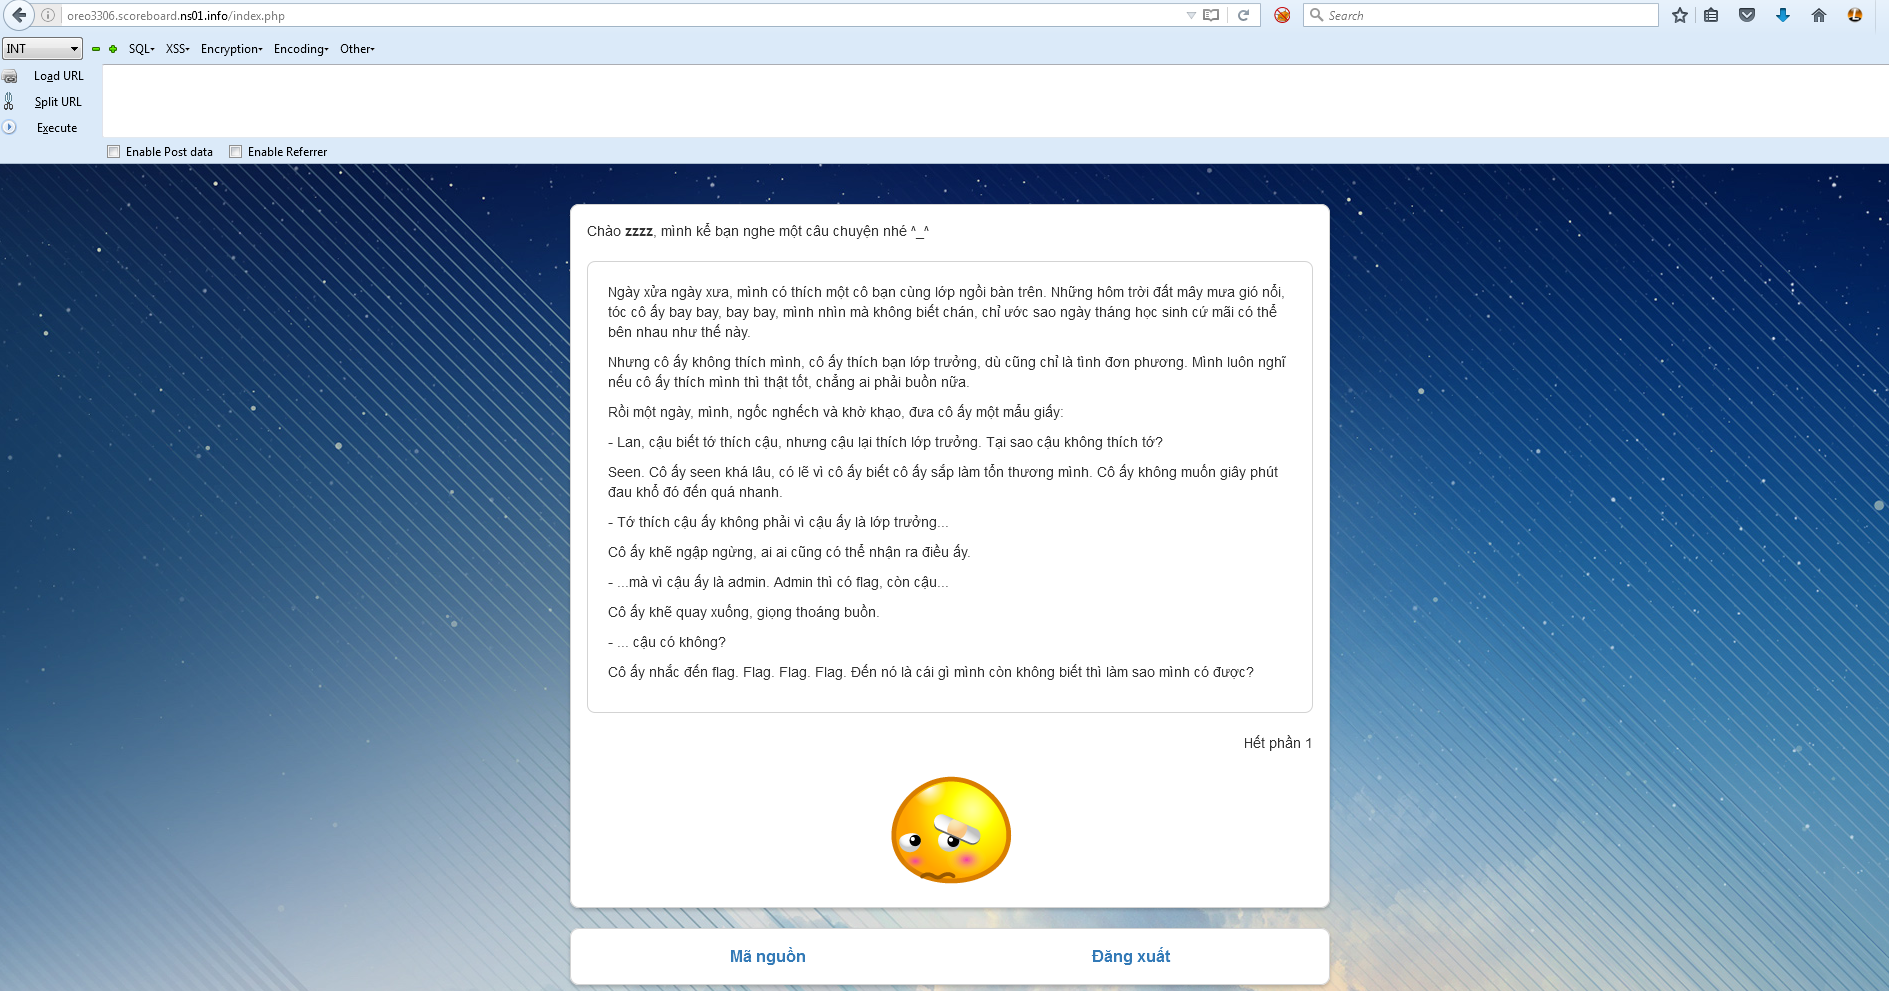 oreo3306.scoreboard.ns01.info/index.php
Search
INT
SQL
XSS
Encryption
Encoding
Other
Load URL
Split URL
Execute
Enable Post data
Enable Referrer
Chào zzzz, mình kể bạn nghe một câu chuyện nhé ^_^
Ngày xửa ngày xưa, mình có thích một cô bạn cùng lớp ngồi bàn trên. Những hôm trời đất mây mưa gió nổi,
tóc cô ấy bay bay, bay bay, mình nhìn mà không biết chán, chỉ ước sao ngày tháng học sinh cứ mãi có thể
bên nhau như thế này.
Nhưng cô ấy không thích mình, cô ấy thích bạn lớp trưởng, dù cũng chỉ là tình đơn phương. Mình luôn nghĩ
nếu cô ấy thích mình thì thật tốt, chẳng ai phải buồn nữa.
Rồi một ngày, mình, ngốc nghếch và khờ khạo, đưa cô ấy một mẩu giấy:
- Lan, cậu biết tớ thích cậu, nhưng cậu lại thích lớp trưởng. Tại sao cậu không thích tớ?
Seen. Cô ấy seen khá lâu, có lẽ vì cô ấy biết cô ấy sắp làm tổn thương mình. Cô ấy không muốn giây phút
đau khổ đó đến quá nhanh.
- Tớ thích cậu ấy không phải vì cậu ấy là lớp trưởng...
Cô ấy khẽ ngập ngừng, ai ai cũng có thể nhận ra điều ấy.
- ...mà vì cậu ấy là admin. Admin thì có flag, còn cậu...
Cô ấy khẽ quay xuống, giọng thoáng buồn.
- ... cậu có không?
Cô ấy nhắc đến flag. Flag. Flag. Flag. Đến nó là cái gì mình còn không biết thì làm sao mình có được?
Hết phần 1
Mã nguồn
Đăng xuất